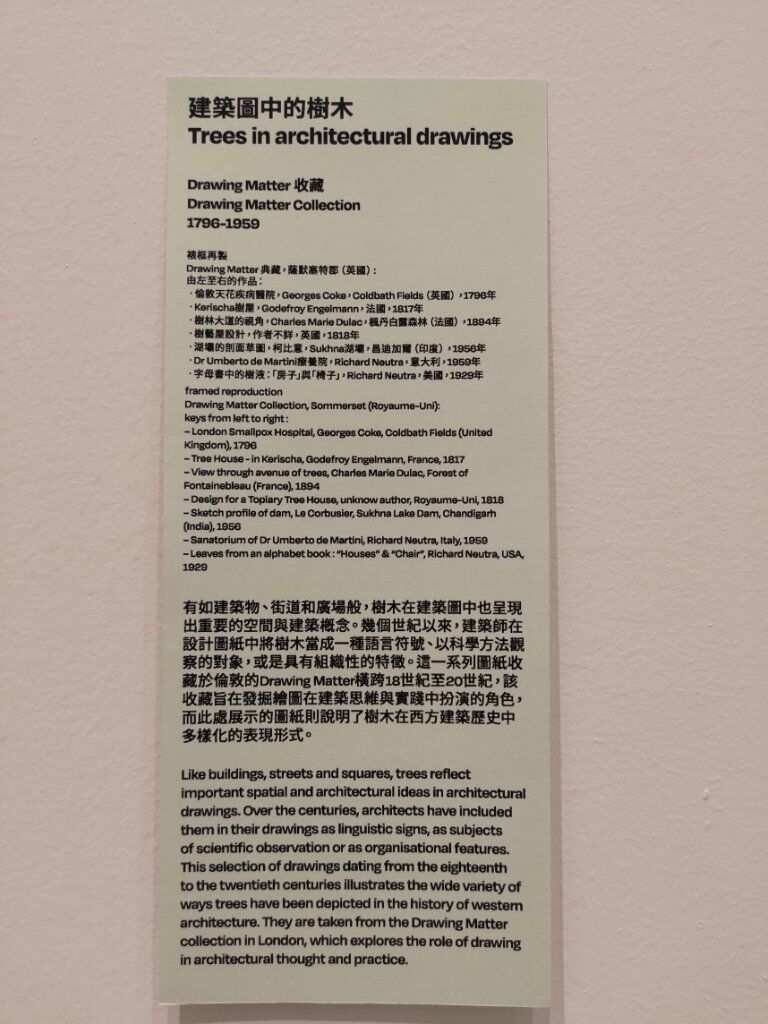 建築圖中的樹木
Trees in architectural drawings
Drawing Matter 收藏
Drawing Matter Collection
1796-1959
裱框再製
Drawing Matter 典藏，薩默塞特郡（英國）:
由左至右的作品：
·倫敦天花疾病醫院，Georges Coke，Coldbath Fields（英國）,1796年
·Kerischa樹屋，Godefroy Engelmann，法國，1817年
·樹林大道的視角，Charles Marie Dulac，楓丹白露森林（法國）,1894年
·樹藝屋設計，作者不詳，英國，1818年
·湖壩的剖面草圖，柯比意，Sukhna湖壩，昌迪加爾（印度）,1956年
·Dr Umberto de Martini療養院，Richard Neutra，意大利，1959年
·字母書中的樹液：「房子」與「椅子」，Richard Neutra，美國，1929年
framed reproduction
Drawing Matter Collection, Sommerset (Royaume-Uni):
keys from left to right :
– London Smallpox Hospital, Georges Coke, Coldbath Fields (United
Kingdom), 1796
– Tree House - in Kerischa, Godefroy Engelmann, France, 1817
– View through avenue of trees, Charles Marie Dulac, Forest of
Fontainebleau (France), 1894
– Design for a Topiary Tree House, unknow author, Royaume-Uni, 1818
– Sketch profile of dam, Le Corbusier, Sukhna Lake Dam, Chandigarh
(India), 1956
– Sanatorium of Dr Umberto de Martini, Richard Neutra, Italy, 1959
– Leaves from an alphabet book : “Houses” & “Chair”, Richard Neutra, USA,
1929
有如建築物、街道和廣場般，樹木在建築圖中也呈現
出重要的空間與建築概念。幾個世紀以來，建築師在
設計圖紙中將樹木當成一種語言符號、以科學方法觀
察的對象，或是具有組織性的特徵。這一系列圖紙收
藏於倫敦的Drawing Matter橫跨18世紀至20世紀，該
收藏旨在發掘繪圖在建築思維與實踐中扮演的角色，
而此處展示的圖紙則說明了樹木在西方建築歷史中
多樣化的表現形式。
Like buildings, streets and squares, trees reflect
important spatial and architectural ideas in architectural
drawings. Over the centuries, architects have included
them in their drawings as linguistic signs, as subjects
of scientific observation or as organisational features.
This selection of drawings dating from the eighteenth
to the twentieth centuries illustrates the wide variety of
ways trees have been depicted in the history of western
architecture. They are taken from the Drawing Matter
collection in London, which explores the role of drawing
in architectural thought and practice.